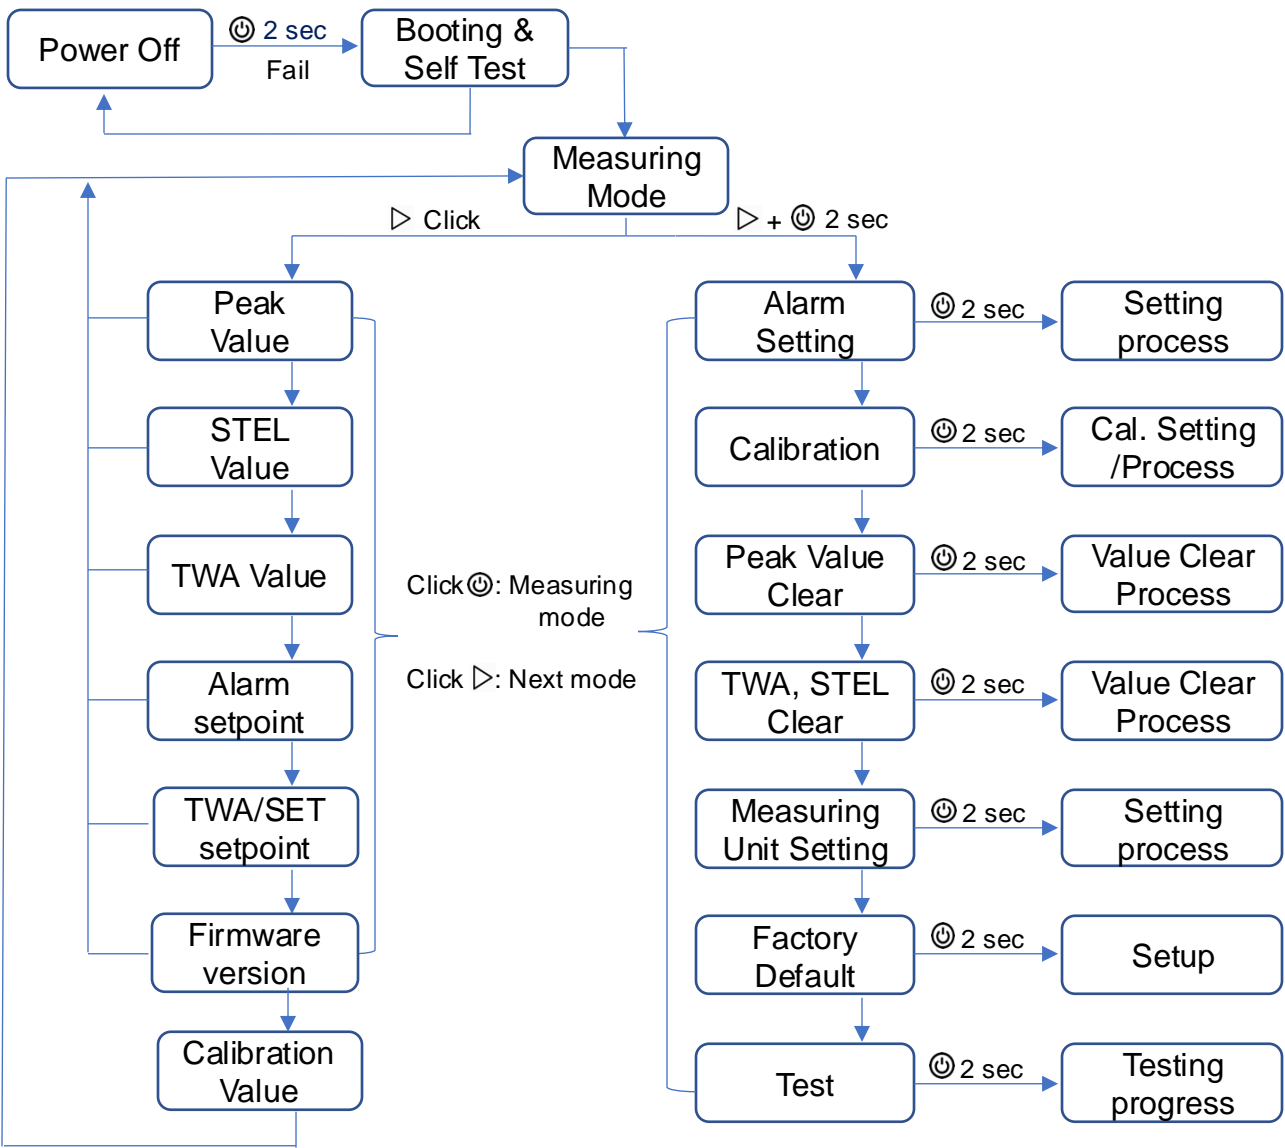 Power Off
2 sec
Fail
Booting &
Self Test
Measuring
Mode
Click
+ 2 sec
Peak
Value
STEL
Value
TWA Value
Alarm
setpoint
TWA/SET
setpoint
Firmware
version
Calibration
Value
Click : Measuring
mode
Click : Next mode
Alarm
Setting
2 sec
Setting
process
Calibration
2 sec
Cal. Setting
/Process
Peak Value
Clear
2 sec
Value Clear
Process
TWA, STEL
Clear
2 sec
Value Clear
Process
Measuring
Unit Setting
2 sec
Setting
process
Factory
Default
2 sec
Setup
Test
2 sec
Testing
progress